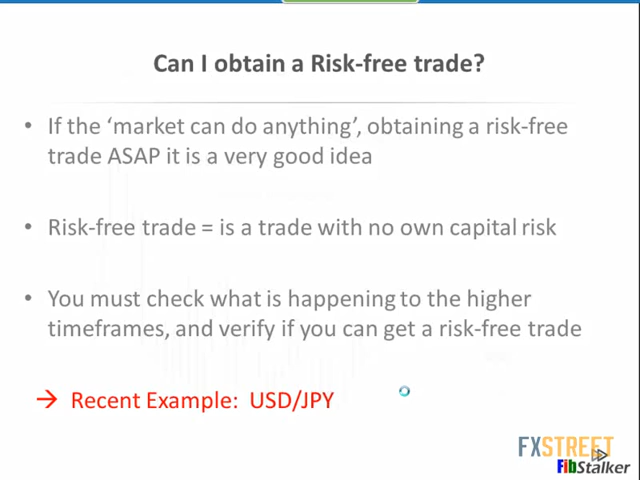 Can I obtain a Risk-free trade?
• If the ‘market can do anything’, obtaining a risk-free
trade ASAP it is a very good idea
• Risk-free trade = is a trade with no own capital risk
• You must check what is happening to the higher
timeframes, and verify if you can get a risk-free trade
→ Recent Example: USD/JPY
FXSTREET
FibStalker